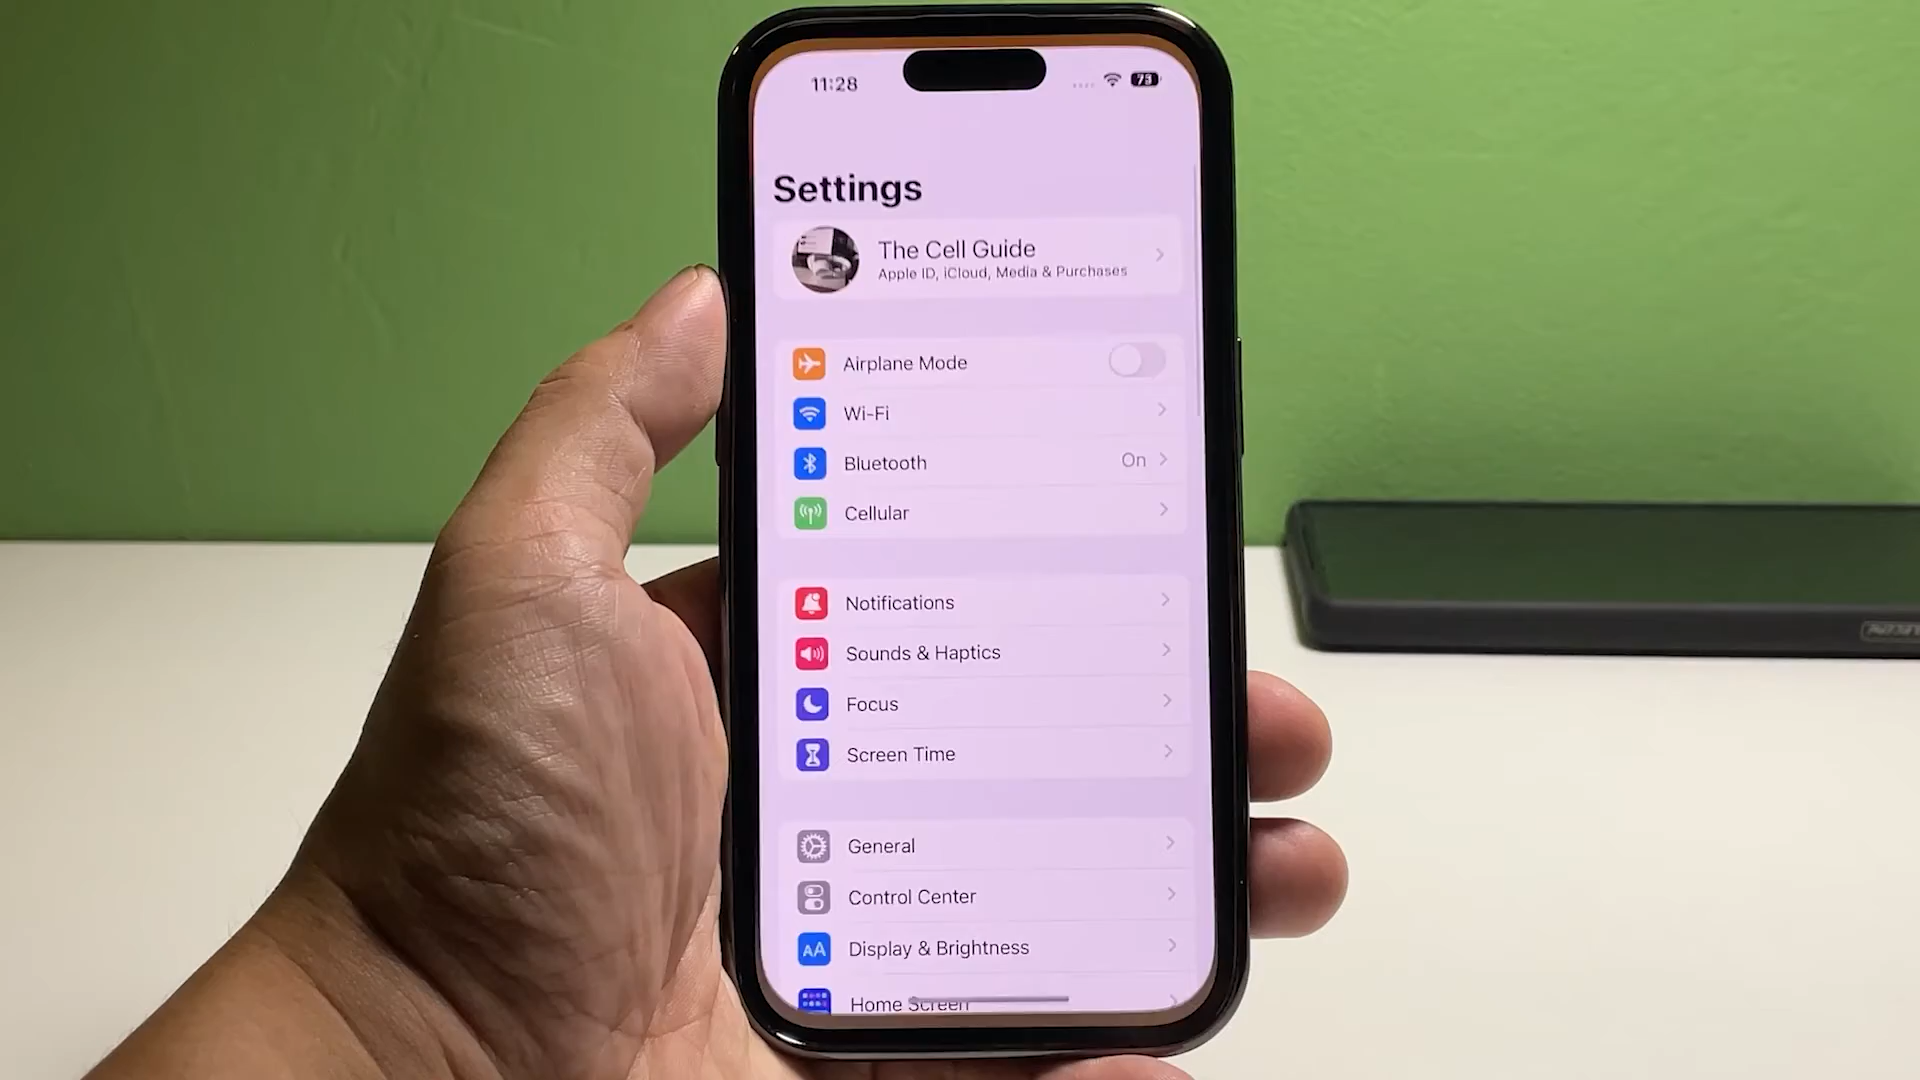 11:28
73
Settings
The Cell Guide
Apple ID, iCloud, Media & Purchases
Airplane Mode
Wi-Fi
Bluetooth
On
Cellular
Notifications
Sounds & Haptics
Focus
Screen Time
General
Control Center
AA
Display & Brightness
Home Screen